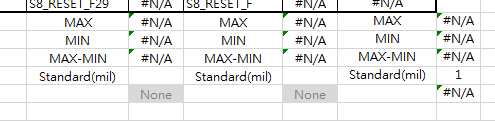 S8_RESET_F29 #N/A S8_RESET_F #N/A #N/A
MAX #N/A MAX #N/A MAX #N/A
MIN #N/A MIN #N/A MIN #N/A
MAX-MIN #N/A MAX-MIN #N/A MAX-MIN #N/A
Standard(mil) Standard(mil) Standard(mil) 1
None None #N/A